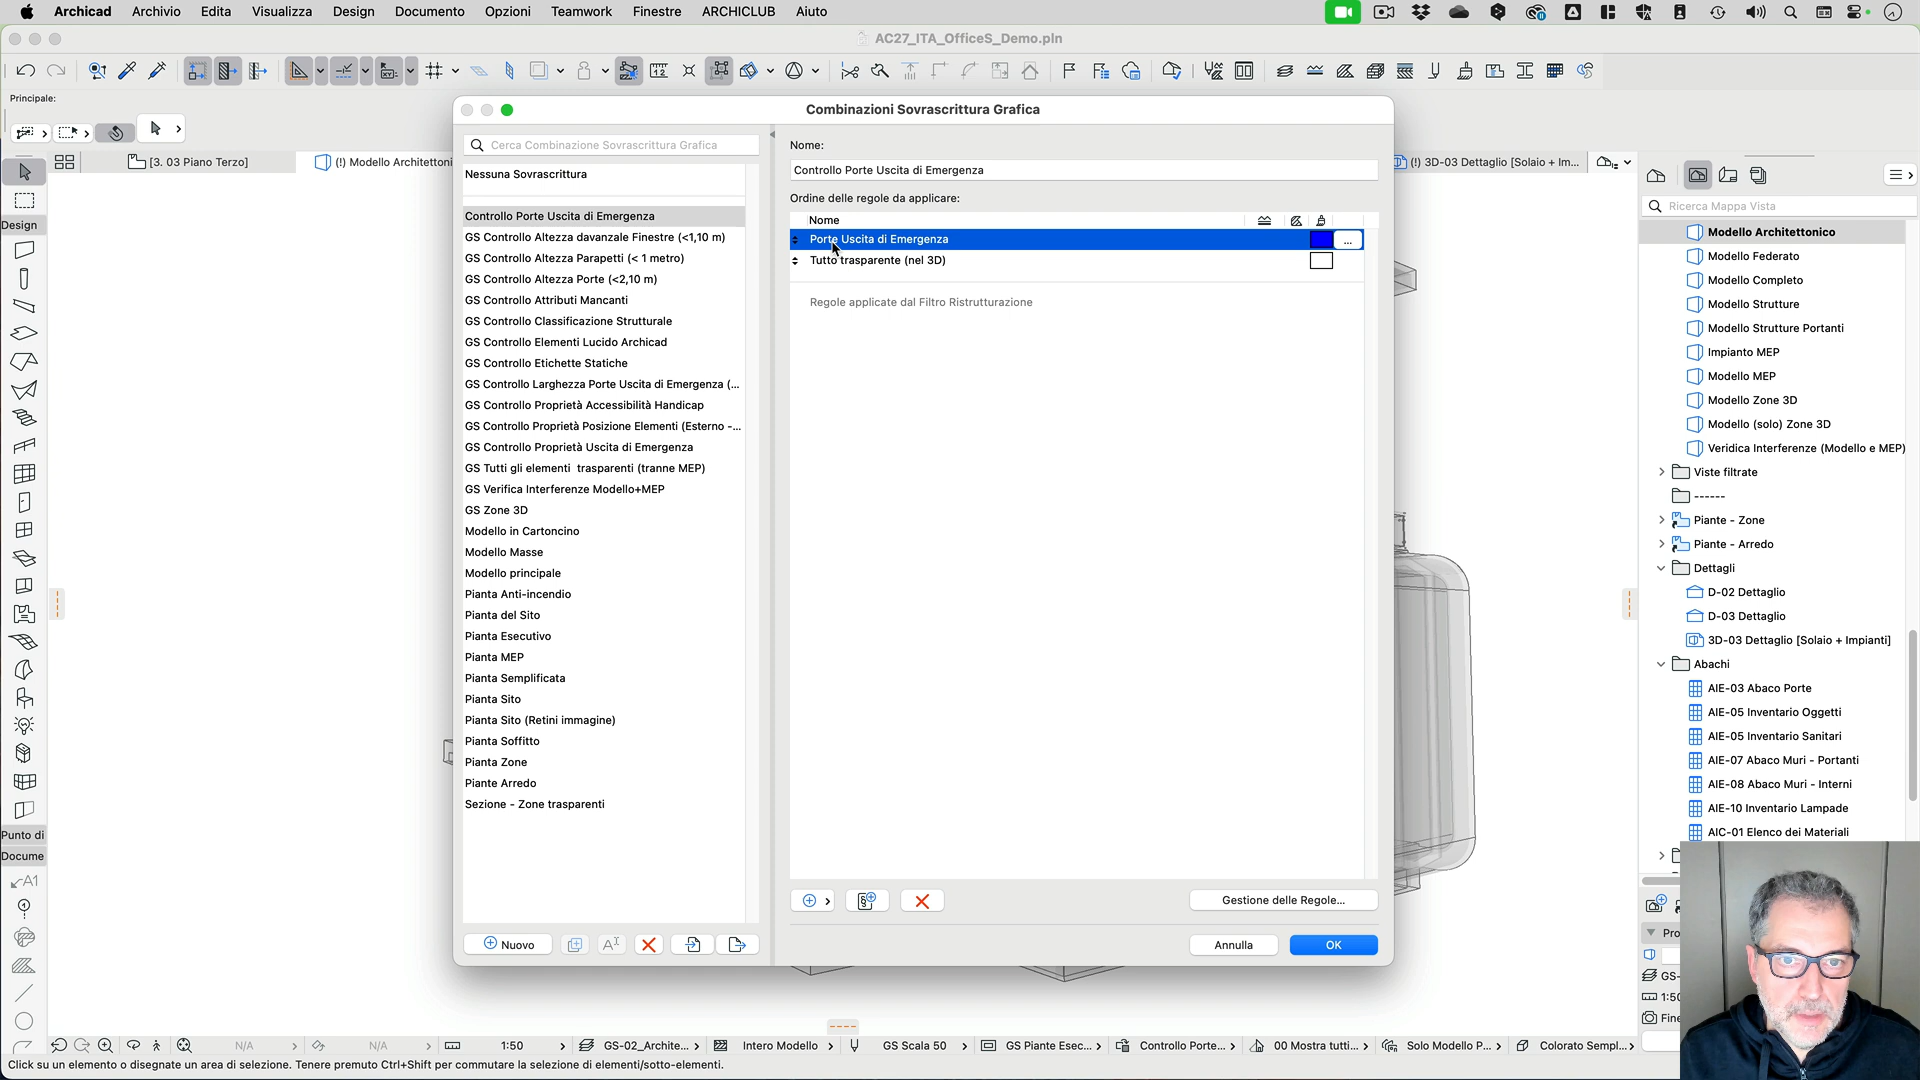 Archicad Archivio Edita Visualizza Design Documento Opzioni Teamwork Finestre ARCHICLUB Aiuto
AC27_ITA_OfficeS_Demo.pln
Principale:
[3. 03 Piano Terzo]
(!) Modello Architettoni
(!) 3D-03 Dettaglio [Solaio + Im...
Design
Punto di
Docume
A1
Combinazioni Sovrascrittura Grafica
Cerca Combinazione Sovrascrittura Grafica
Nessuna Sovrascrittura
Controllo Porte Uscita di Emergenza
GS Controllo Altezza davanzale Finestre (<1,10 m)
GS Controllo Altezza Parapetti (< 1 metro)
GS Controllo Altezza Porte (<2,10 m)
GS Controllo Attributi Mancanti
GS Controllo Classificazione Strutturale
GS Controllo Elementi Lucido Archicad
GS Controllo Etichette Statiche
GS Controllo Larghezza Porte Uscita di Emergenza (...
GS Controllo Proprietà Accessibilità Handicap
GS Controllo Proprietà Posizione Elementi (Esterno -...
GS Controllo Proprietà Uscita di Emergenza
GS Tutti gli elementi trasparenti (tranne MEP)
GS Verifica Interferenze Modello+MEP
GS Zone 3D
Modello in Cartoncino
Modello Masse
Modello principale
Pianta Anti-incendio
Pianta del Sito
Pianta Esecutivo
Pianta MEP
Pianta Semplificata
Pianta Sito
Pianta Sito (Retini immagine)
Pianta Soffitto
Pianta Zone
Piante Arredo
Sezione - Zone trasparenti
Nuovo
Nome:
Controllo Porte Uscita di Emergenza
Ordine delle regole da applicare:
Nome
Porte Uscita di Emergenza
...
Tutto trasparente (nel 3D)
Regole applicate dal Filtro Ristrutturazione
Gestione delle Regole...
Annulla
OK
Ricerca Mappa Vista
Modello Architettonico
Modello Federato
Modello Completo
Modello Strutture
Modello Strutture Portanti
Impianto MEP
Modello MEP
Modello Zone 3D
Modello (solo) Zone 3D
Veridica Interferenze (Modello e MEP)
Viste filtrate
------
Piante - Zone
Piante - Arredo
Dettagli
D-02 Dettaglio
D-03 Dettaglio
3D-03 Dettaglio [Solaio + Impianti]
Abachi
AIE-03 Abaco Porte
AIE-05 Inventario Oggetti
AIE-05 Inventario Sanitari
AIE-07 Abaco Muri - Portanti
AIE-08 Abaco Muri - Interni
AIE-10 Inventario Lampade
AIC-01 Elenco dei Materiali
Pro
GS-
1:50
Fine
N/A N/A 1:50 GS-02_Archite... Intero Modello GS Scala 50 GS Piante Esec... Controllo Porte... 00 Mostra tutti... Solo Modello P... Colorato Sempl...
Click su un elemento o disegnate un area di selezione. Tenere premuto Ctrl+Shift per commutare la selezione di elementi/sotto-elementi.